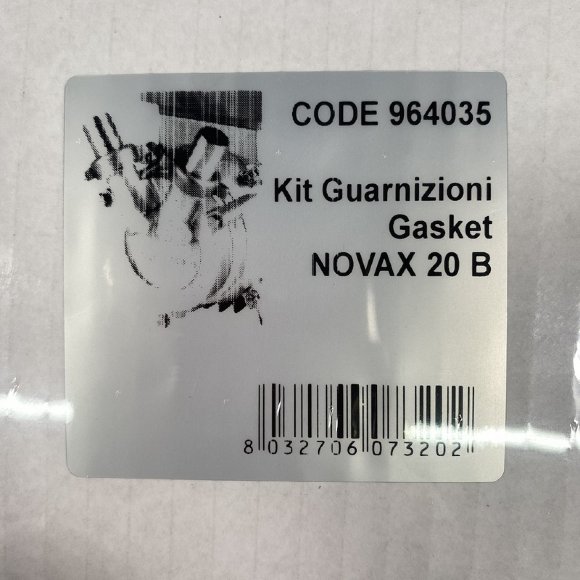 CODE 964035
Kit Guarnizioni
Gasket
NOVAX 20 B
8 032706 073202